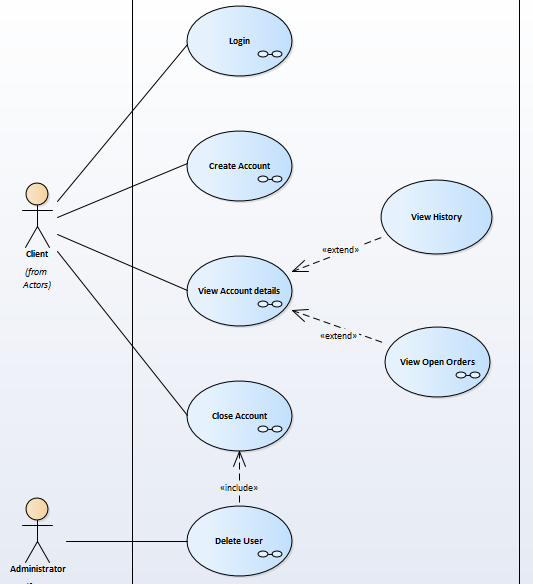 Login
Create Account
View History
«extend»
Client
(from
Actors)
View Account details
«extend»
View Open Orders
Close Account
«include»
Delete User
Administrator